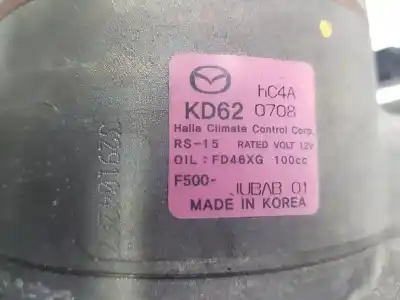 hC4A
KD62 0708
Halla Climate Control Corp.
RS-15 RATED VOLT 12V
OIL : FD46XG 100cc
F500- JUBAB 01
MADE IN KOREA